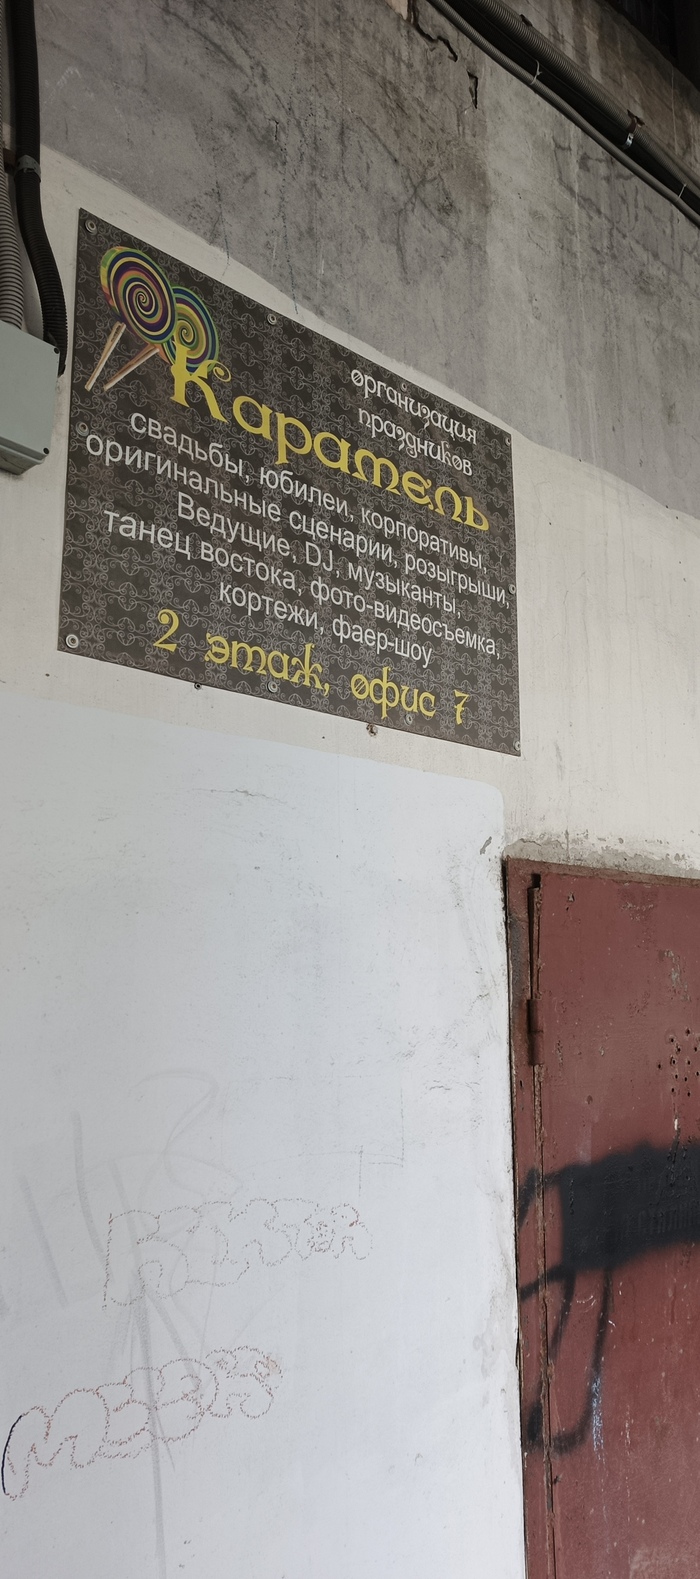 организация
праздников
Карамель
свадьбы, юбилеи, корпоративы,
оригинальные сценарии, розыгрыши,
Ведущие, DJ, музыканты,
танец востока, фото-видеосъемка,
кортежи, фаер-шоу
2 этаж, офис 7